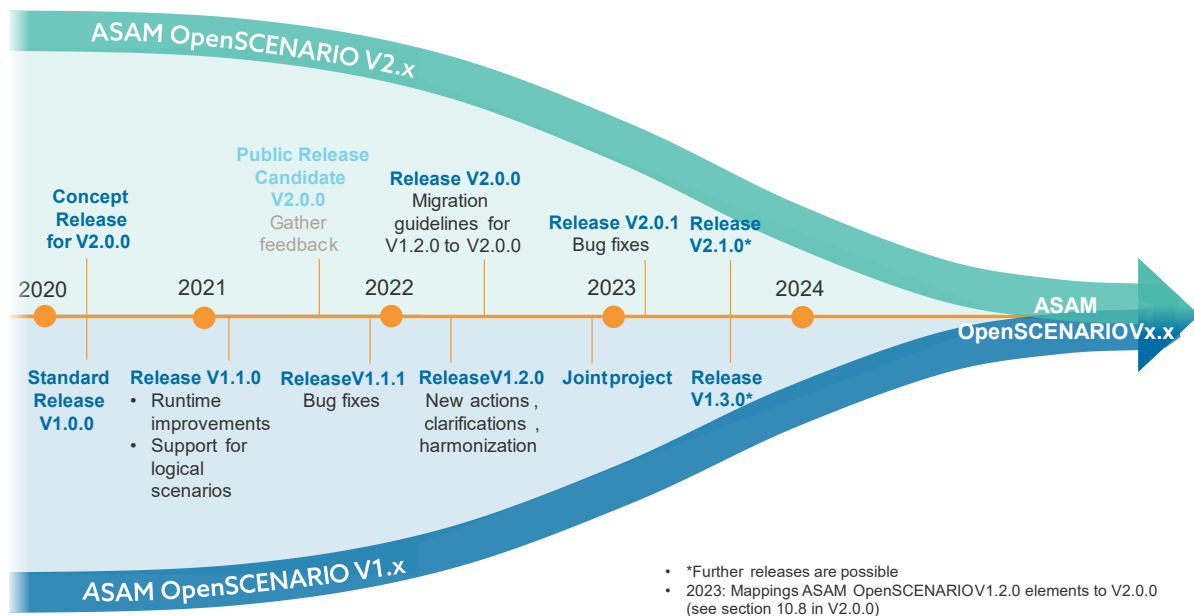 ASAM OpenSCENARIO V2.x
Concept
Release
for V2.0.0
Public Release
Candidate
V2.0.0
Gather
feedback
Release V2.0.0
Migration
guidelines for
V1.2.0 to V2.0.0
Release V2.0.1
Bug fixes
Release
V2.1.0*
2020
2021
2022
2023
2024
ASAM
OpenSCENARIOVx.x
Standard
Release
V1.0.0
Release V1.1.0
• Runtime
improvements
• Support for
logical
scenarios
ReleaseV1.1.1
Bug fixes
ReleaseV1.2.0
New actions ,
clarifications ,
harmonization
Jointproject
Release
V1.3.0*
ASAM OpenSCENARIO V1.x
• *Further releases are possible
• 2023: Mappings ASAM OpenSCENARIOV1.2.0 elements to V2.0.0
(see section 10.8 in V2.0.0)